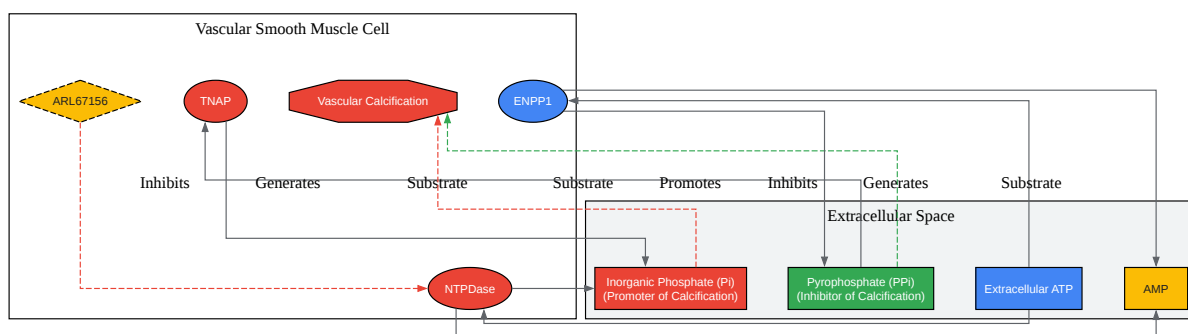 Vascular Smooth Muscle Cell
ARL67156
TNAP
Vascular Calcification
ENPP1
Inhibits
Generates
Substrate
Substrate
Promotes
Inhibits
Generates
Substrate
Extracellular Space
NTPDase
Inorganic Phosphate (Pi)
(Promoter of Calcification)
Pyrophosphate (PPi)
(Inhibitor of Calcification)
Extracellular ATP
AMP